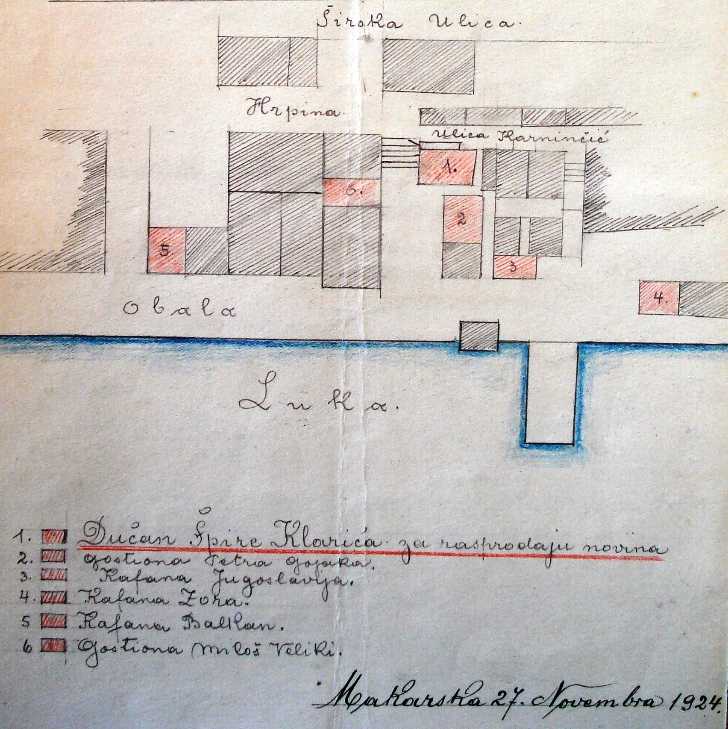 Širska Ulica.
Hrpina
Ulica Karninčić
1.
6.
2
5
3
4.
Obala
Luka.
1. Dućan Špire Klarića za rasprodaju novina
2. Gostiona Petra Gojaka.
3. Kafana Jugoslavija.
4. Kafana Zora.
5 Kafana Balkan.
6 Gostiona Miloš Veliki.
Makarska 27. Novembra 1924.